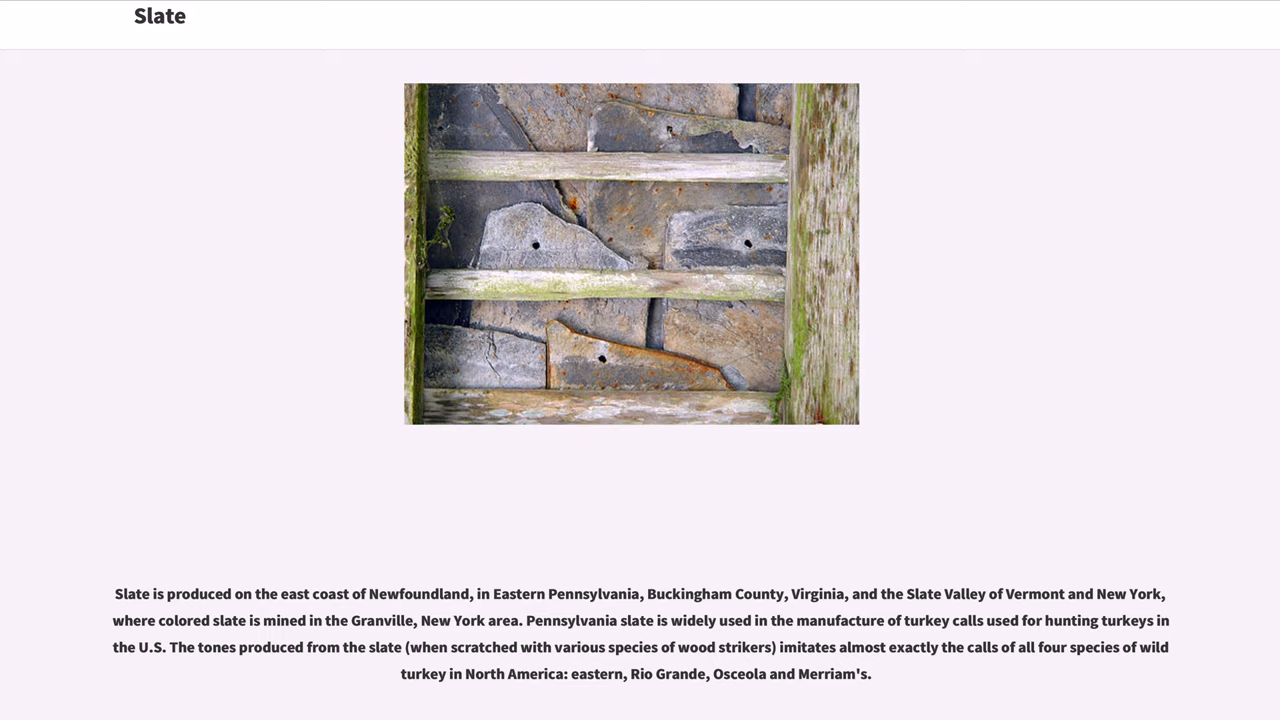 Slate
Slate is produced on the east coast of Newfoundland, in Eastern Pennsylvania, Buckingham County, Virginia, and the Slate Valley of Vermont and New York,
where colored slate is mined in the Granville, New York area. Pennsylvania slate is widely used in the manufacture of turkey calls used for hunting turkeys in
the U.S. The tones produced from the slate (when scratched with various species of wood strikers) imitates almost exactly the calls of all four species of wild
turkey in North America: eastern, Rio Grande, Osceola and Merriam's.